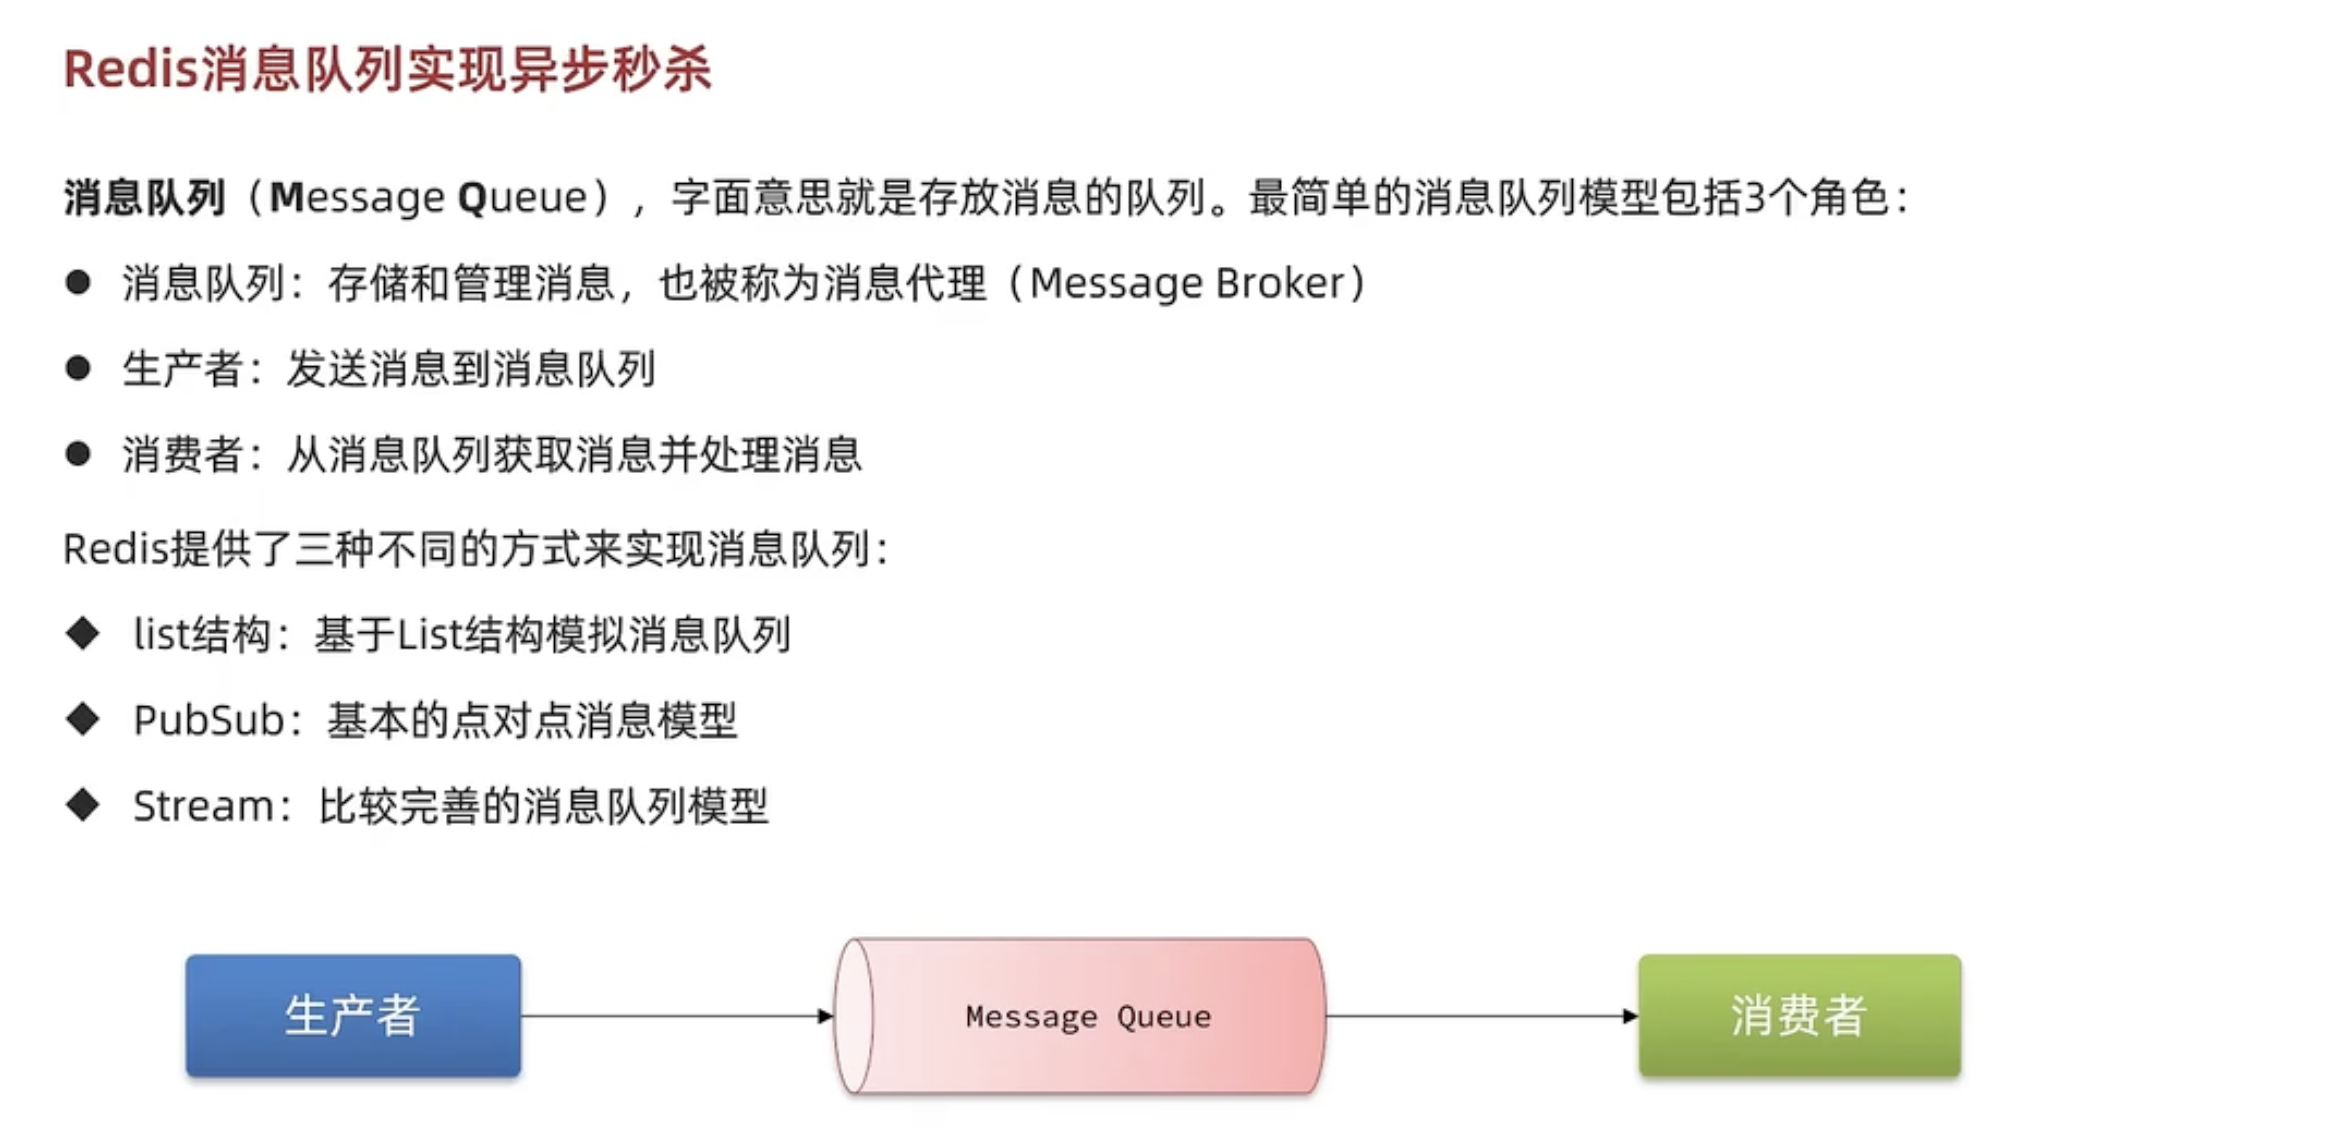 Redis消息队列实现异步秒杀
消息队列（Message Queue），字面意思就是存放消息的队列。最简单的消息队列模型包括3个角色：
● 消息队列：存储和管理消息，也被称为消息代理（Message Broker）
● 生产者：发送消息到消息队列
● 消费者：从消息队列获取消息并处理消息
Redis提供了三种不同的方式来实现消息队列：
◆ list结构：基于List结构模拟消息队列
◆ PubSub：基本的点对点消息模型
◆ Stream：比较完善的消息队列模型
生产者
Message Queue
消费者